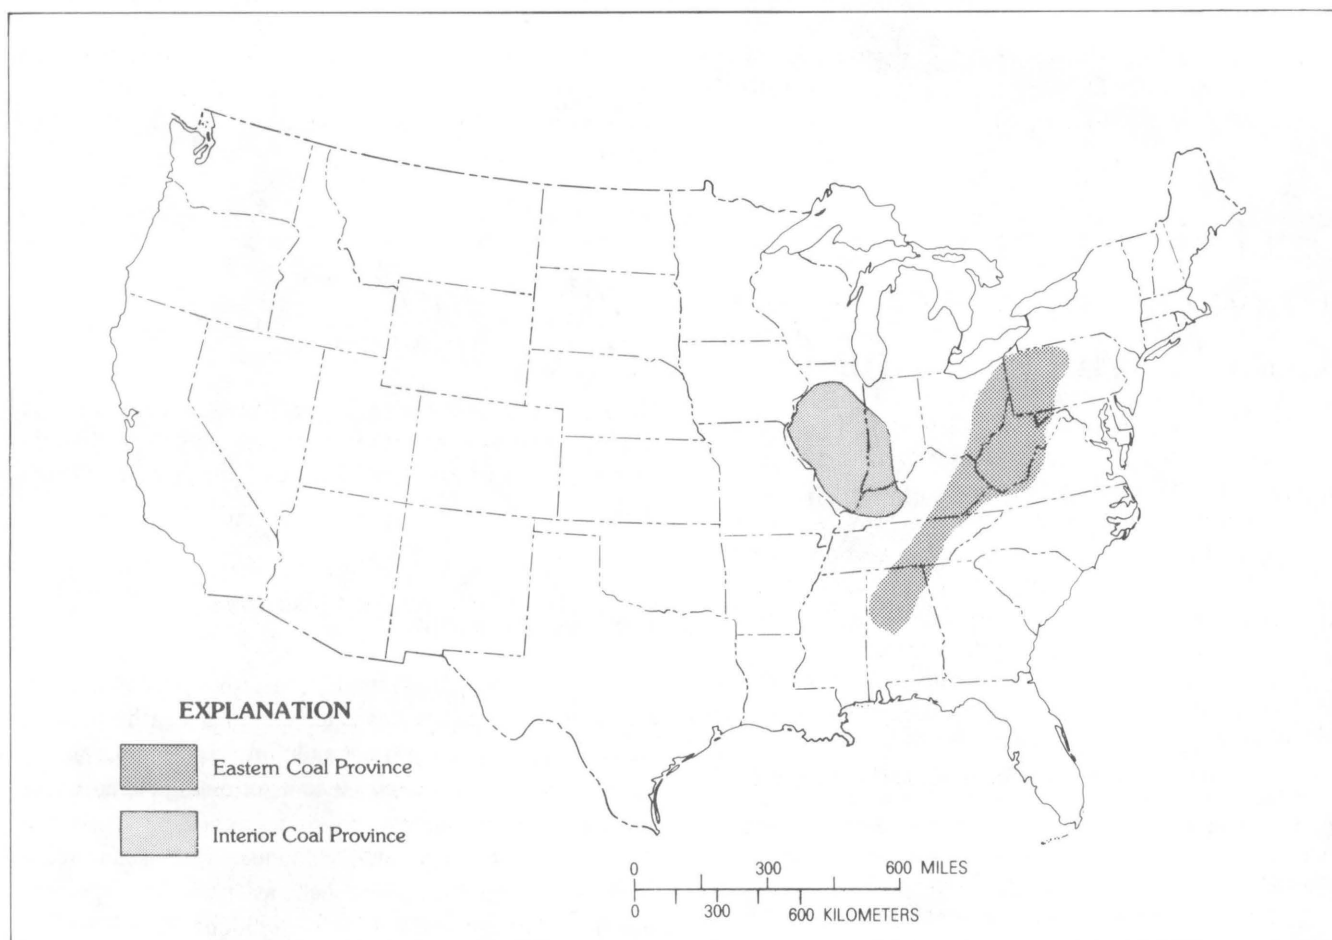 EXPLANATION
Eastern Coal Province
Interior Coal Province
0 300 600 MILES
0 300 600 KILOMETERS